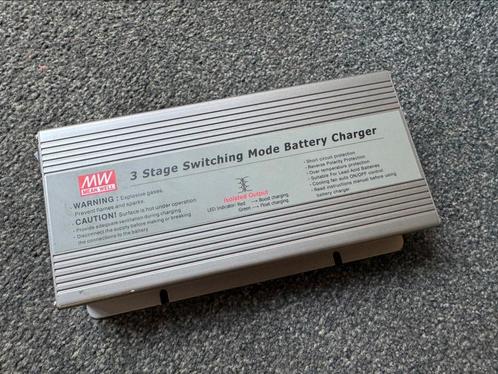 MW
MEAN WELL
3 Stage Switching Mode Battery Charger
WARNING : Explosive gases.
Prevent flames and sparks.
CAUTION! Surface is hot under operation
- Provide adequate ventilation during charging
- Disconnect the supply before making or breaking
the connections to the battery
Isolated Output
LED Indicator: Red → Boost charging
Green → Float charging
- Short circuit protection
- Reverse Polarity Protection
- Over temperature protection
- Suitable For Lead Acid Batteries
- Cooling fan auto ON/OFF control
- Read instructions manual before using
battery charger